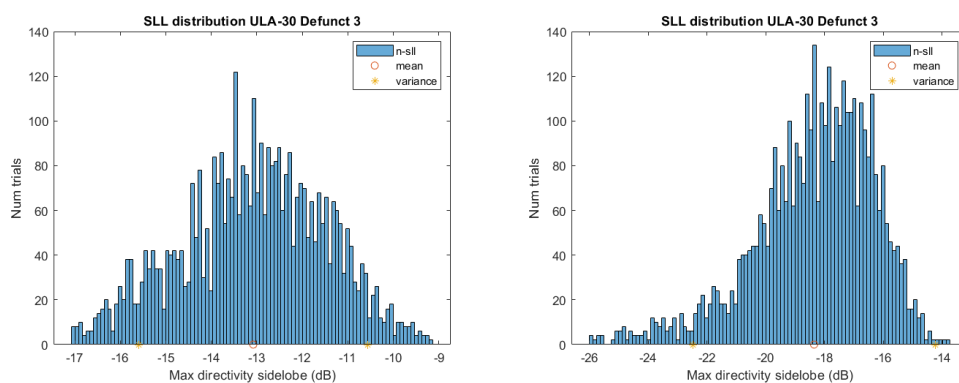 SLL distribution ULA-30 Defunct 3
140
120
100
80
60
40
20
0
Num trials
n-sll
mean
variance
-17 -16 -15 -14 -13 -12 -11 -10 -9
Max directivity sidelobe (dB)
SLL distribution ULA-30 Defunct 3
140
120
100
80
60
40
20
0
Num trials
n-sll
mean
variance
-26 -24 -22 -20 -18 -16 -14
Max directivity sidelobe (dB)